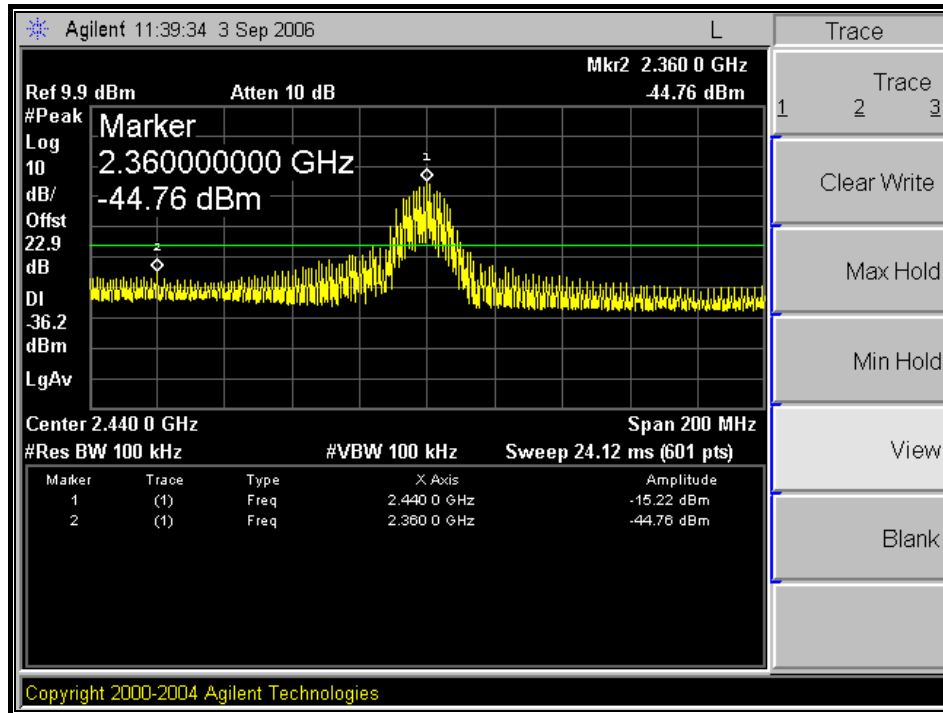 Agilent 11:39:34 3 Sep 2006 L Trace
Mkr2 2.360 0 GHz
Ref 9.9 dBm Atten 10 dB -44.76 dBm
#Peak
Log
10
dB/
Offst
22.9
dB
DI
-36.2
dBm
LgAv
Marker
2.360000000 GHz
-44.76 dBm
1
2
Center 2.440 0 GHz Span 200 MHz
#Res BW 100 kHz #VBW 100 kHz Sweep 24.12 ms (601 pts)
Marker Trace Type X Axis Amplitude
1 (1) Freq 2.440 0 GHz -15.22 dBm
2 (1) Freq 2.360 0 GHz -44.76 dBm
Trace
1 2 3
Clear Write
Max Hold
Min Hold
View
Blank
Copyright 2000-2004 Agilent Technologies